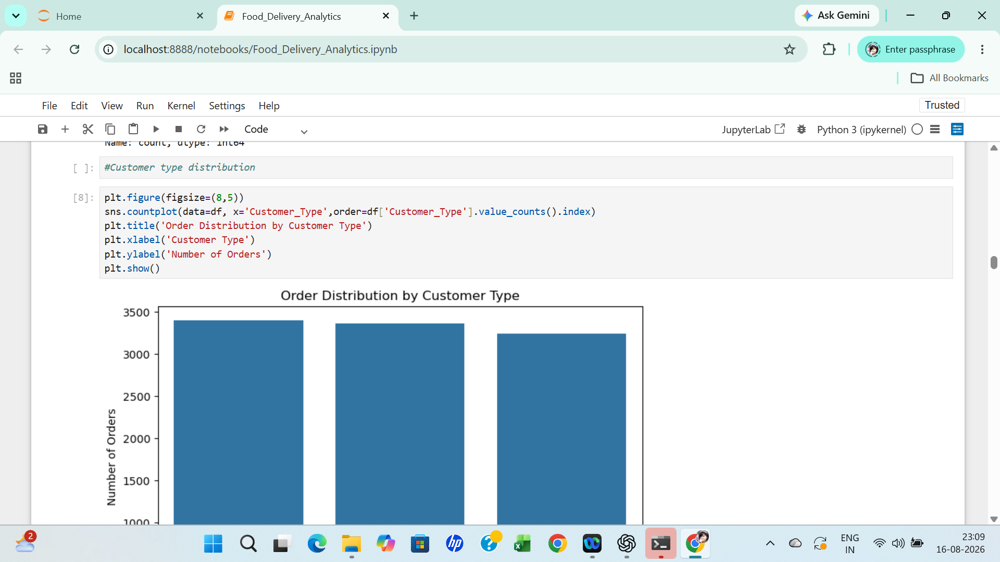 Home
Food_Delivery_Analytics
Ask Gemini
localhost:8888/notebooks/Food_Delivery_Analytics.ipynb
Enter passphrase
All Bookmarks
File Edit View Run Kernel Settings Help
Trusted
Code
JupyterLab
Python 3 (ipykernel)
Name: count, dtype: int64
[ ]:
#Customer type distribution
[8]:
plt.figure(figsize=(8,5))
sns.countplot(data=df, x='Customer_Type',order=df['Customer_Type'].value_counts().index)
plt.title('Order Distribution by Customer Type')
plt.xlabel('Customer Type')
plt.ylabel('Number of Orders')
plt.show()
Order Distribution by Customer Type
3500
3000
2500
2000
1500
1000
Number of Orders
2
hp
ENG
IN
23:09
16-08-2026